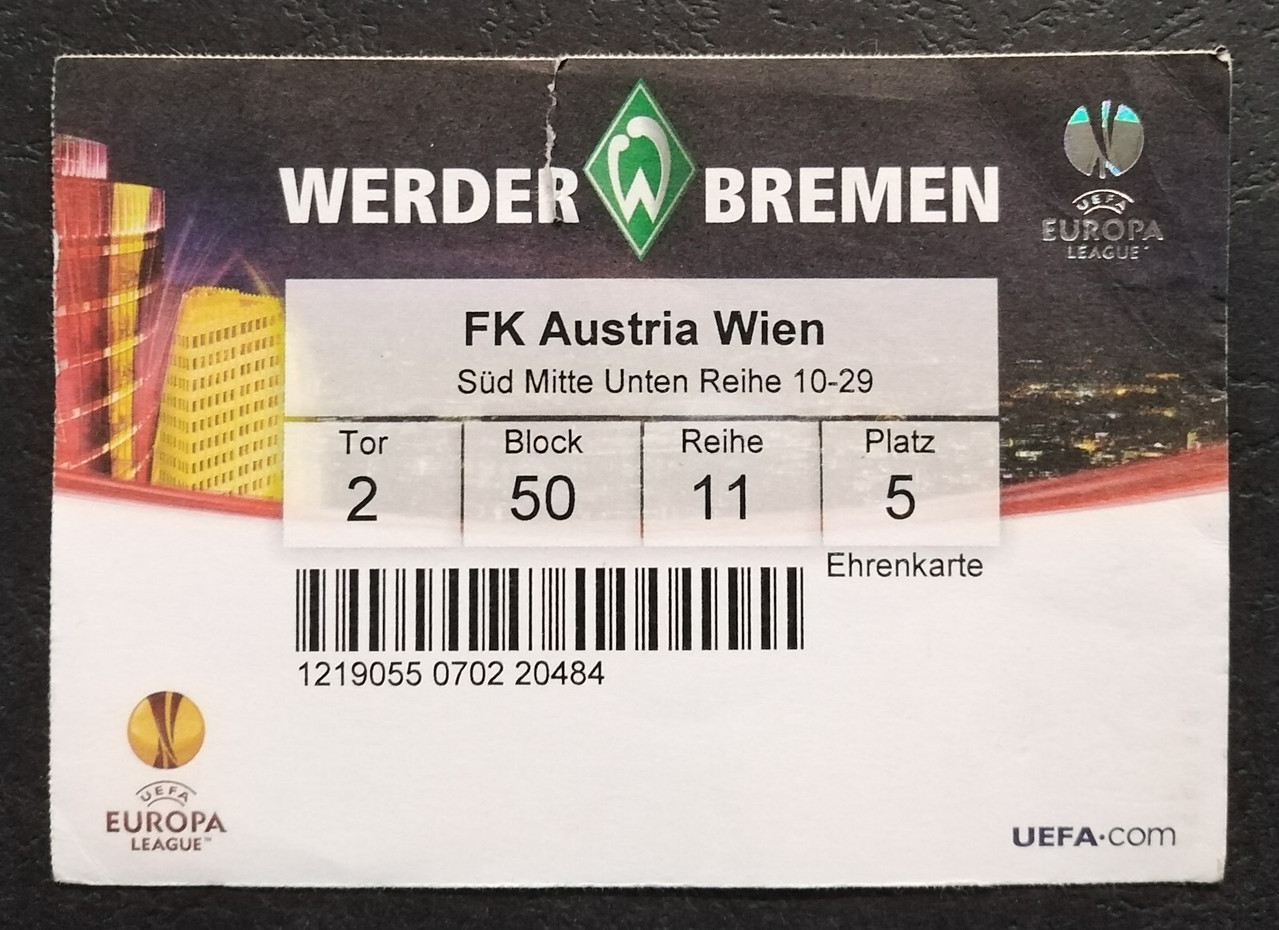 WERDER BREMEN
UEFA
EUROPA
LEAGUE
FK Austria Wien
Süd Mitte Unten Reihe 10-29
Tor Block Reihe Platz
2 50 11 5
Ehrenkarte
1219055 0702 20484
UEFA
EUROPA
LEAGUE™
UEFA·com